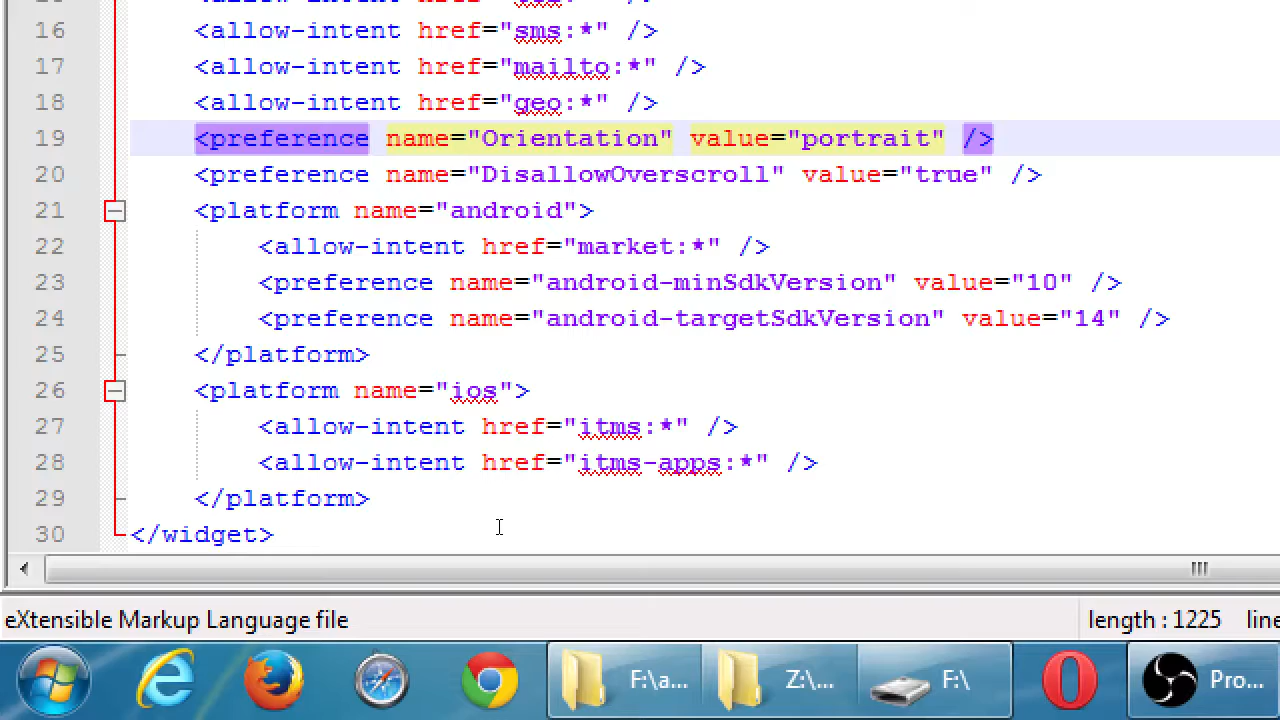 16 <allow-intent href="sms:*" />
17 <allow-intent href="mailto:*" />
18 <allow-intent href="geo:*" />
19 <preference name="Orientation" value="portrait" />
20 <preference name="DisallowOverscroll" value="true" />
21 <platform name="android">
22 <allow-intent href="market:*" />
23 <preference name="android-minSdkVersion" value="10" />
24 <preference name="android-targetSdkVersion" value="14" />
25 </platform>
26 <platform name="ios">
27 <allow-intent href="itms:*" />
28 <allow-intent href="itms-apps:*" />
29 </platform>
30 </widget>
eXtensible Markup Language file length : 1225 line
F:\a... Z:\... F:\ Pro...